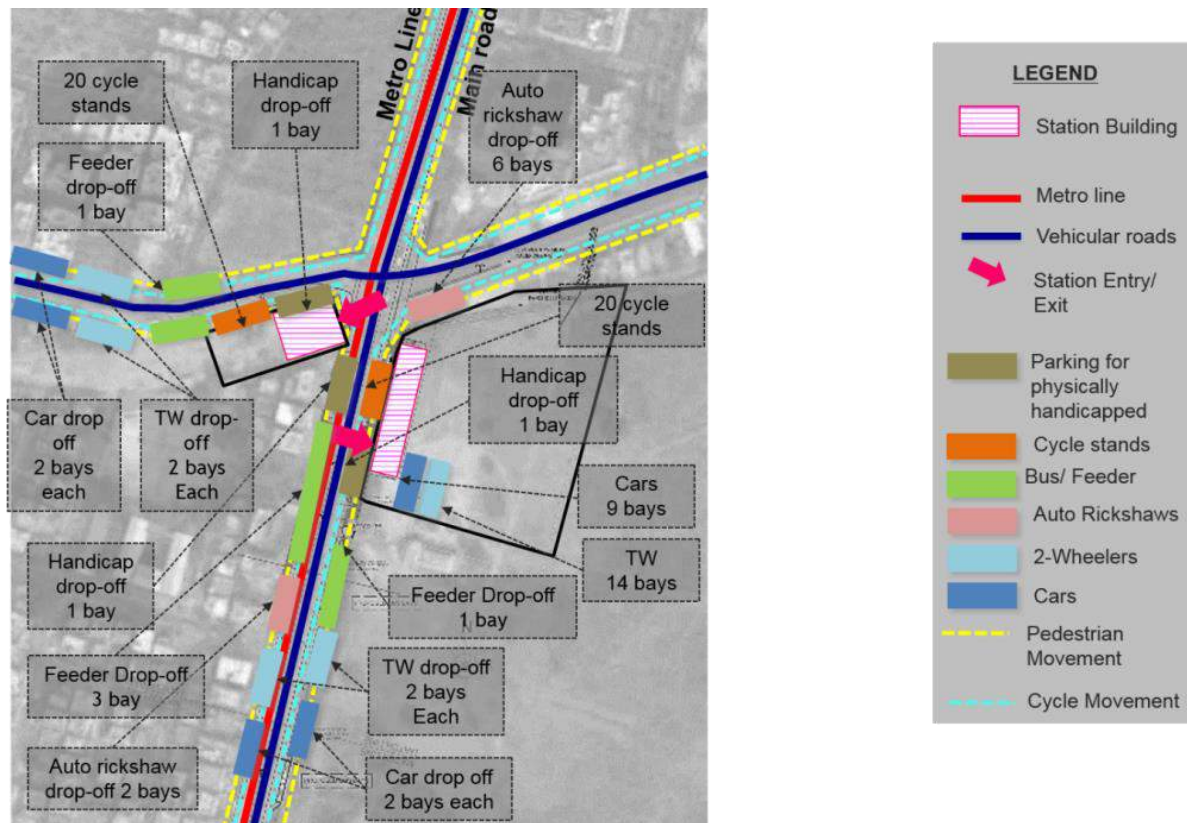 Metro Line
Main road
20 cycle
stands
Handicap
drop-off
1 bay
Auto
rickshaw
drop-off
6 bays
Feeder
drop-off
1 bay
20 cycle
stands
Handicap
drop-off
1 bay
Car drop
off
2 bays
each
TW drop-
off
2 bays
Each
Cars
9 bays
TW
14 bays
Handicap
drop-off
1 bay
Feeder Drop-off
1 bay
Feeder Drop-off
3 bay
TW drop-off
2 bays
Each
Auto rickshaw
drop-off 2 bays
Car drop off
2 bays each
LEGEND
Station Building
Metro line
Vehicular roads
Station Entry/
Exit
Parking for
physically
handicapped
Cycle stands
Bus/ Feeder
Auto Rickshaws
2-Wheelers
Cars
Pedestrian
Movement
Cycle Movement